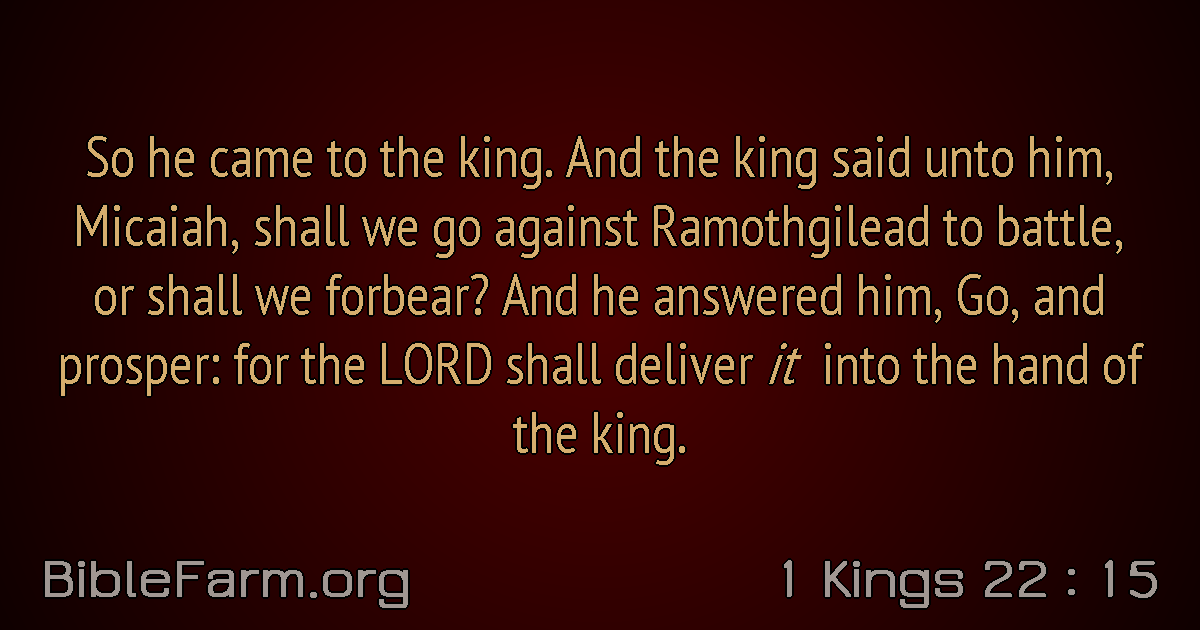 So he came to the king. And the king said unto him,
Micaiah, shall we go against Ramothgilead to battle,
or shall we forbear? And he answered him, Go, and
prosper: for the LORD shall deliver it into the hand of
the king.
BibleFarm.org
1 Kings 22 : 15